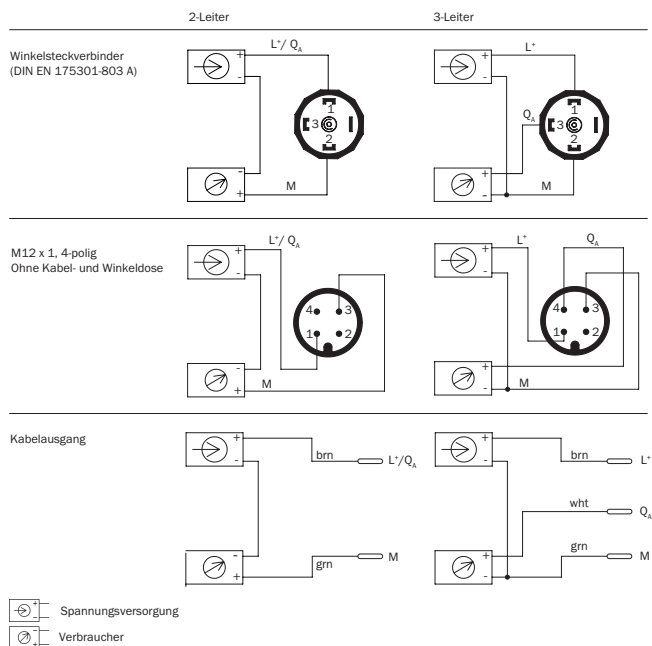 2-Leiter 3-Leiter
Winkelsteckverbinder
(DIN EN 175301-803 A)
+ L⁺/ Q_A
-
1
3
2
-
+ M
+ L⁺
-
1
Q_A 3
2
+
- M
M12 x 1, 4-polig
Ohne Kabel- und Winkeldose
+ L⁺/ Q_A
-
4 3
1 2
-
+ M
+ L⁺ Q_A
-
4 3
1 2
+
- M
Kabelausgang
+ brn L⁺/Q_A
-
-
+ grn M
+ brn L⁺
-
wht Q_A
+ grn M
-
+
- Spannungsversorgung
-
+ Verbraucher